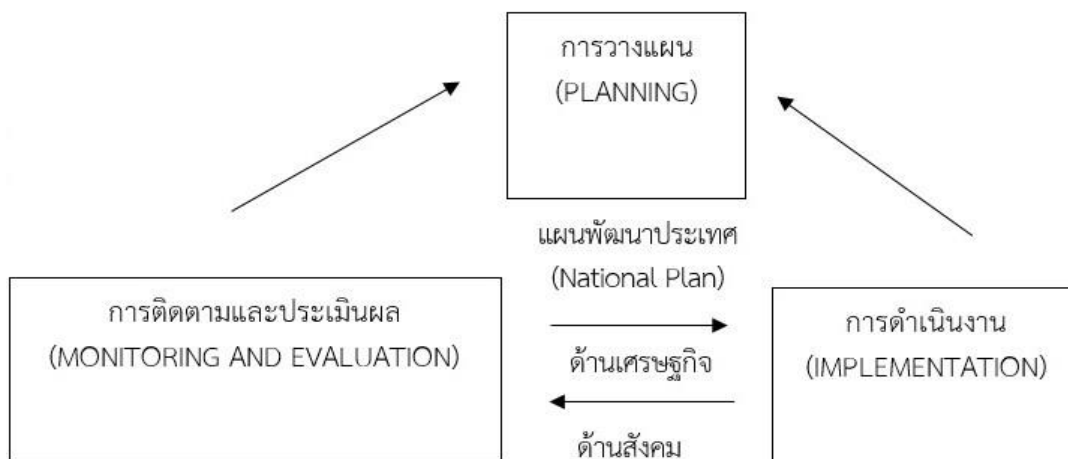 การวางแผน
(PLANNING)
แผนพัฒนาประเทศ
(National Plan)
การติดตามและประเมินผล
(MONITORING AND EVALUATION)
ด้านเศรษฐกิจ
ด้านสังคม
การดำเนินงาน
(IMPLEMENTATION)